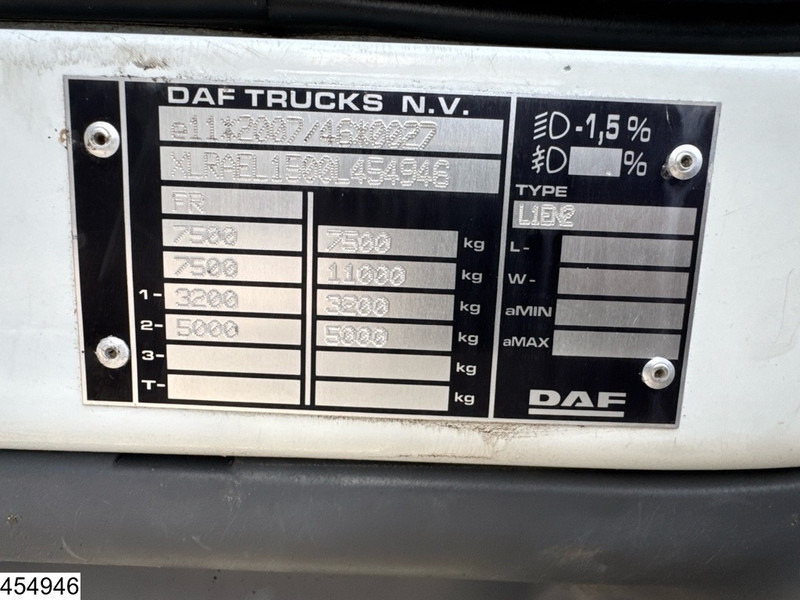 DAF TRUCKS N.V.
e11*2007/46*0027
XLRAEL1500L454946
FR
7500 7500 kg
7500 11000 kg
1- 3200 3200 kg
2- 5000 5000 kg
3- kg
T- kg
-1,5%
%
TYPE
L-
W-
aMIN
aMAX
DAF
454946